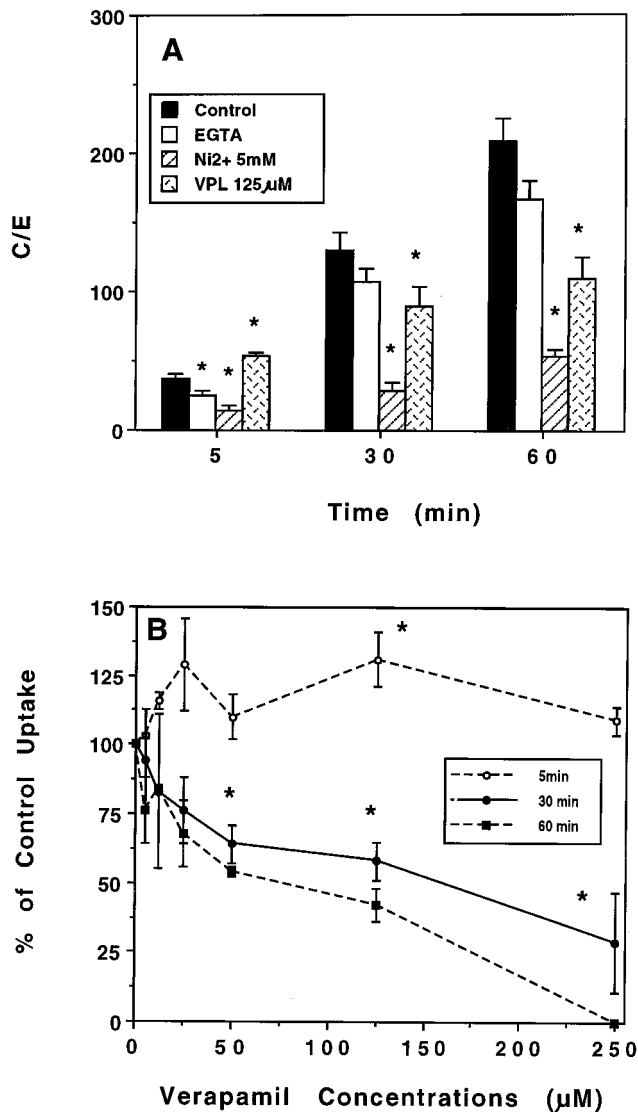 300
A
Control
EGTA
Ni2+ 5mM
VPL 125µM
200
C/E
100
*
*
*
*
*
*
*
0
5
30
60
Time (min)
150
B
*
125
100
% of Control Uptake
5min
30 min
60 min
75
*
*
50
*
25
0
0
50
100
150
200
250
Verapamil Concentrations (µM)